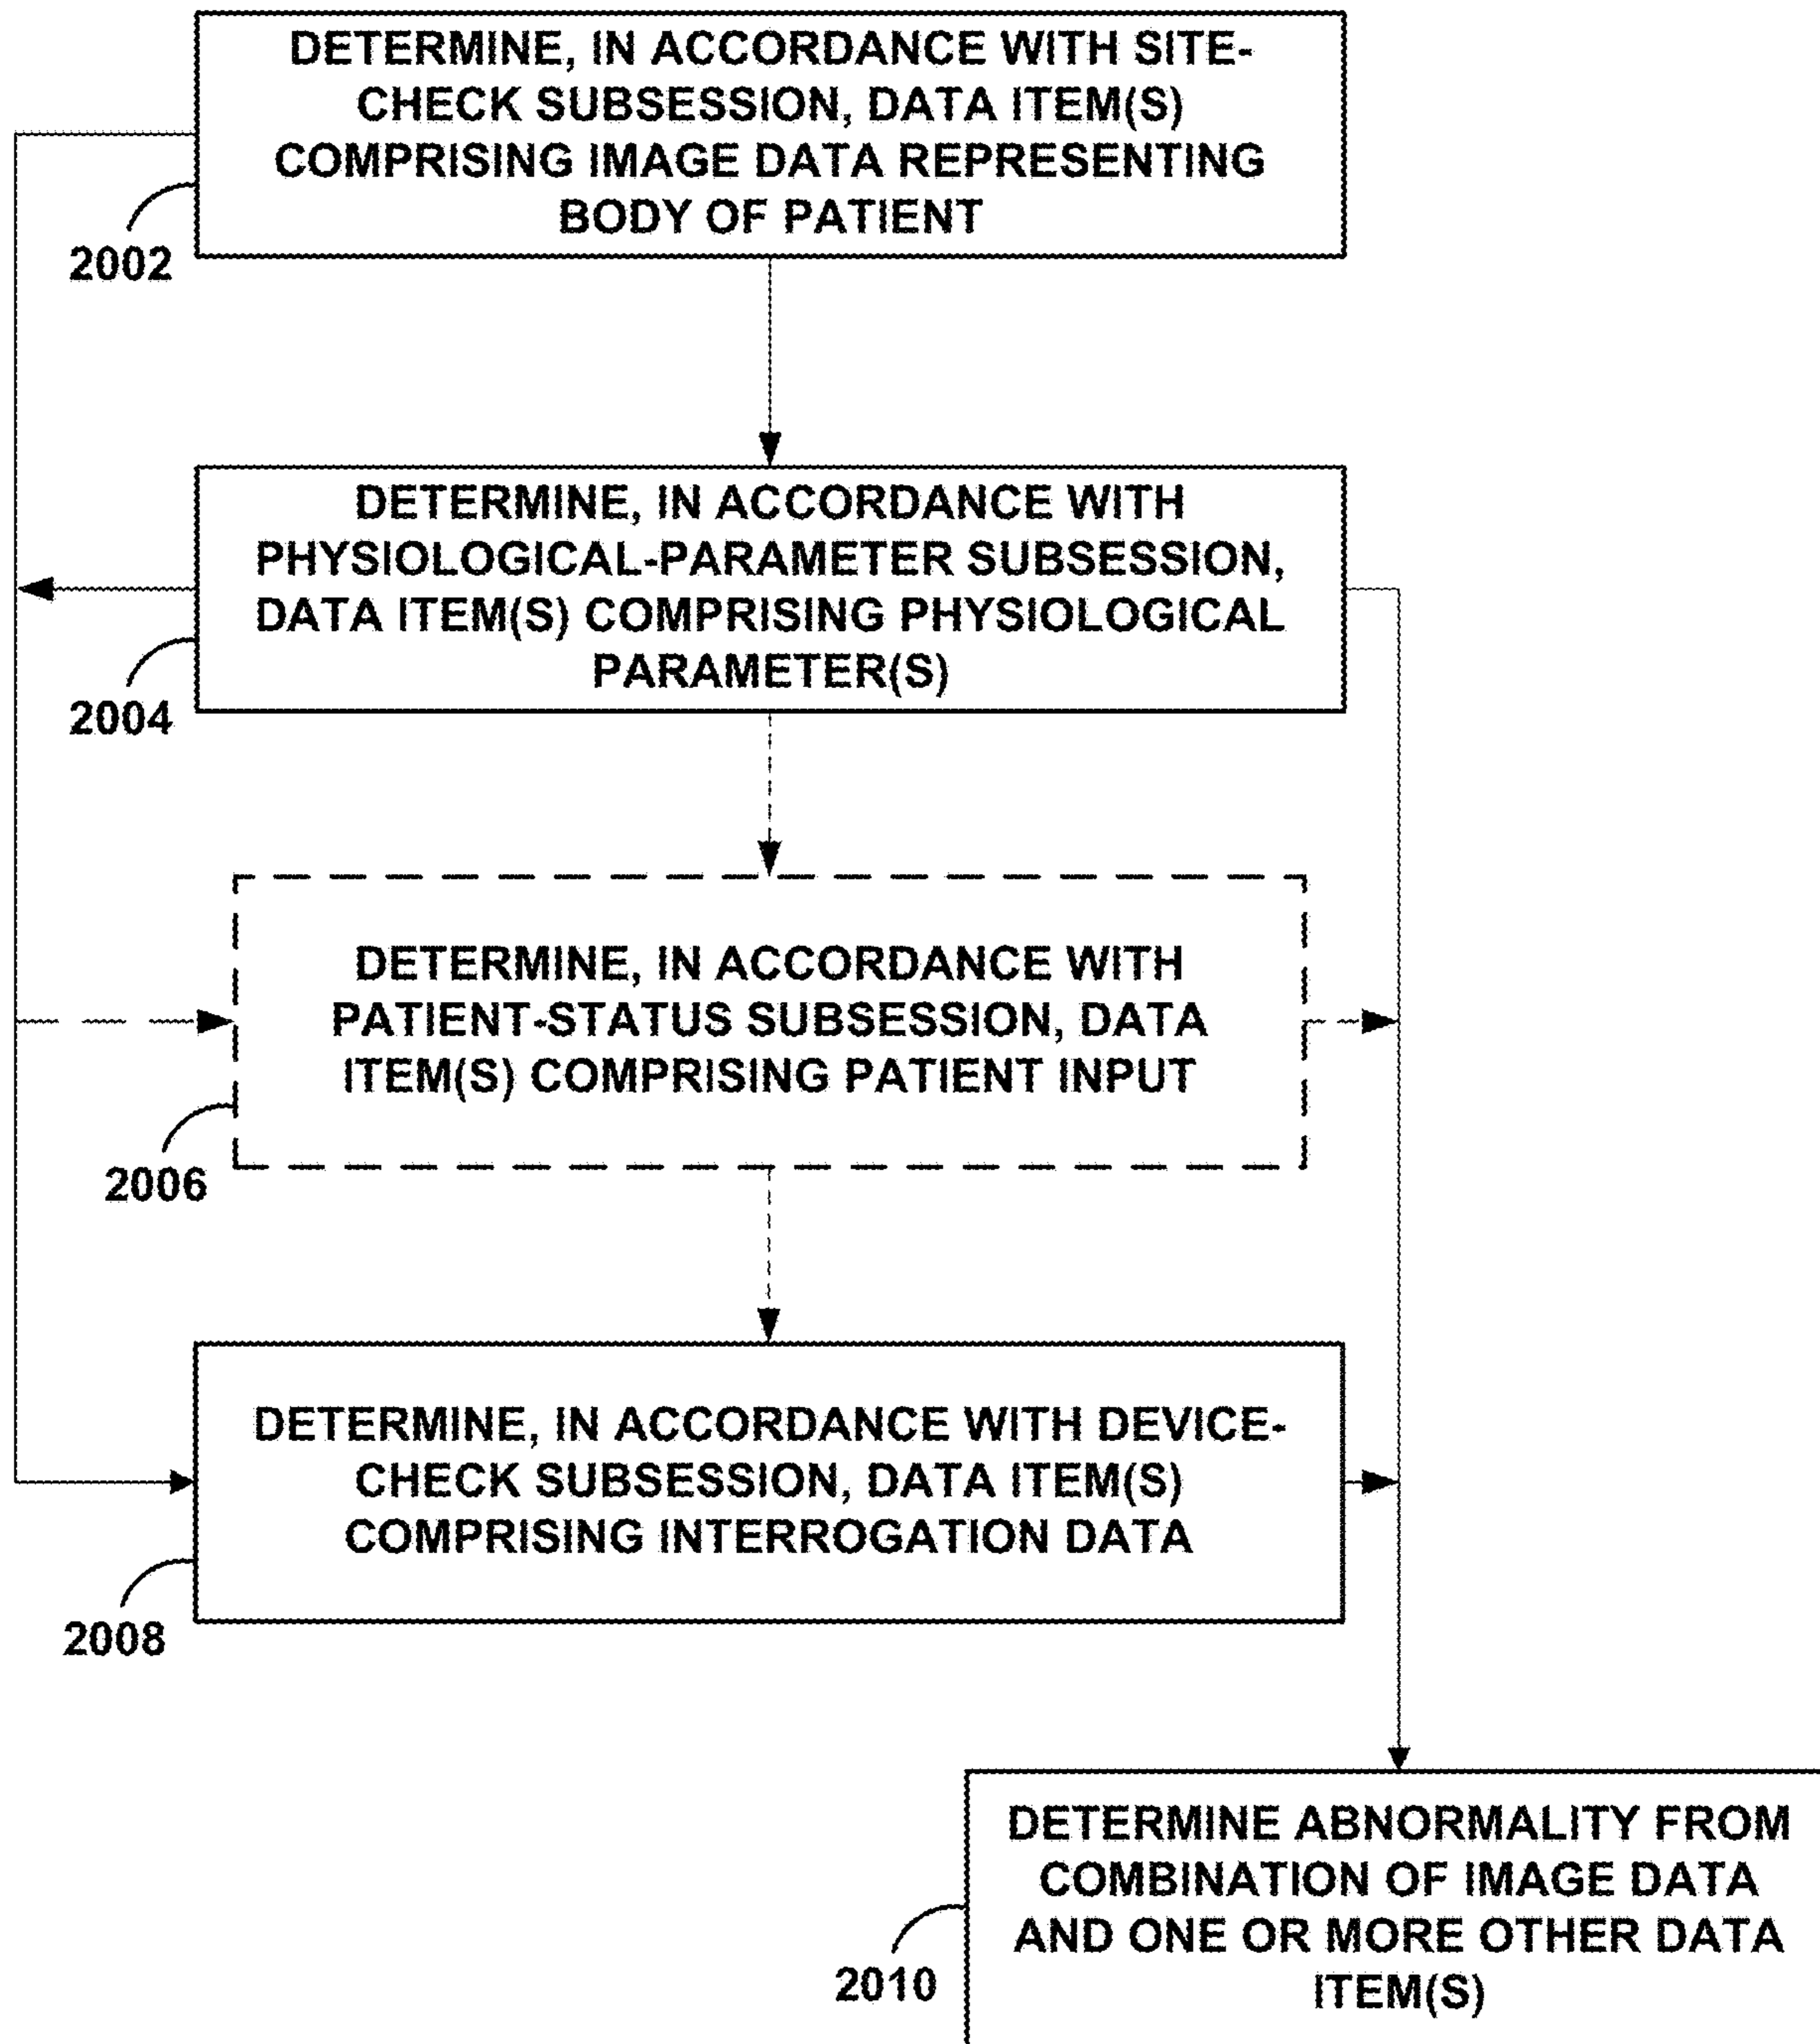 DETERMINE, IN ACCORDANCE WITH SITE-
CHECK SUBSESSION, DATA ITEM(S)
COMPRISING IMAGE DATA REPRESENTING
BODY OF PATIENT
2002
DETERMINE, IN ACCORDANCE WITH
PHYSIOLOGICAL-PARAMETER SUBSESSION,
DATA ITEM(S) COMPRISING PHYSIOLOGICAL
PARAMETER(S)
2004
DETERMINE, IN ACCORDANCE WITH
PATIENT-STATUS SUBSESSION, DATA
ITEM(S) COMPRISING PATIENT INPUT
2006
DETERMINE, IN ACCORDANCE WITH DEVICE-
CHECK SUBSESSION, DATA ITEM(S)
COMPRISING INTERROGATION DATA
2008
DETERMINE ABNORMALITY FROM
COMBINATION OF IMAGE DATA
AND ONE OR MORE OTHER DATA
ITEM(S)
2010